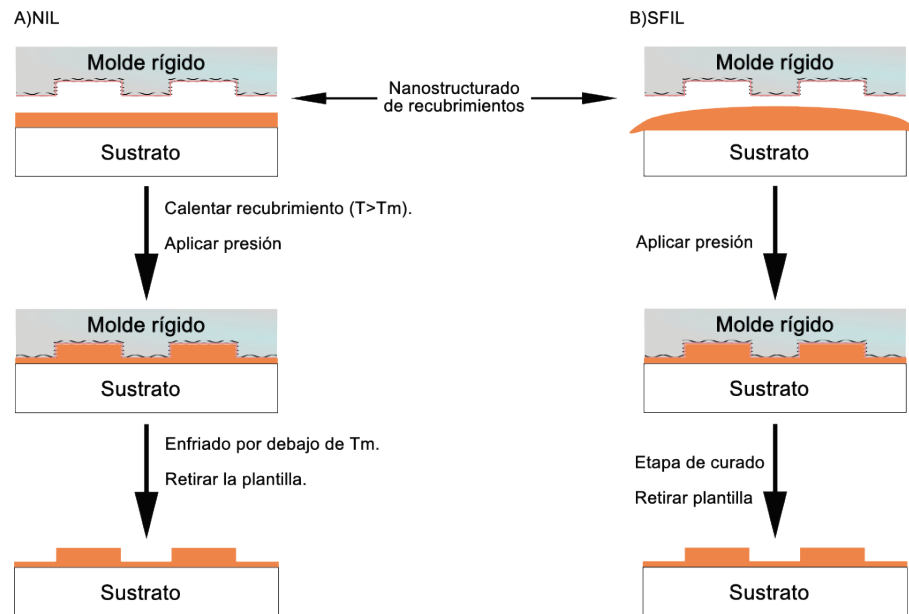 A)NIL
B)SFIL
Molde rígido
Nanostructurado
de recubrimientos
Molde rígido
Sustrato
Sustrato
Calentar recubrimiento (T>Tm).
Aplicar presión
Aplicar presión
Molde rígido
Molde rígido
Sustrato
Sustrato
Enfriado por debajo de Tm.
Retirar la plantilla.
Etapa de curado
Retirar plantilla
Sustrato
Sustrato